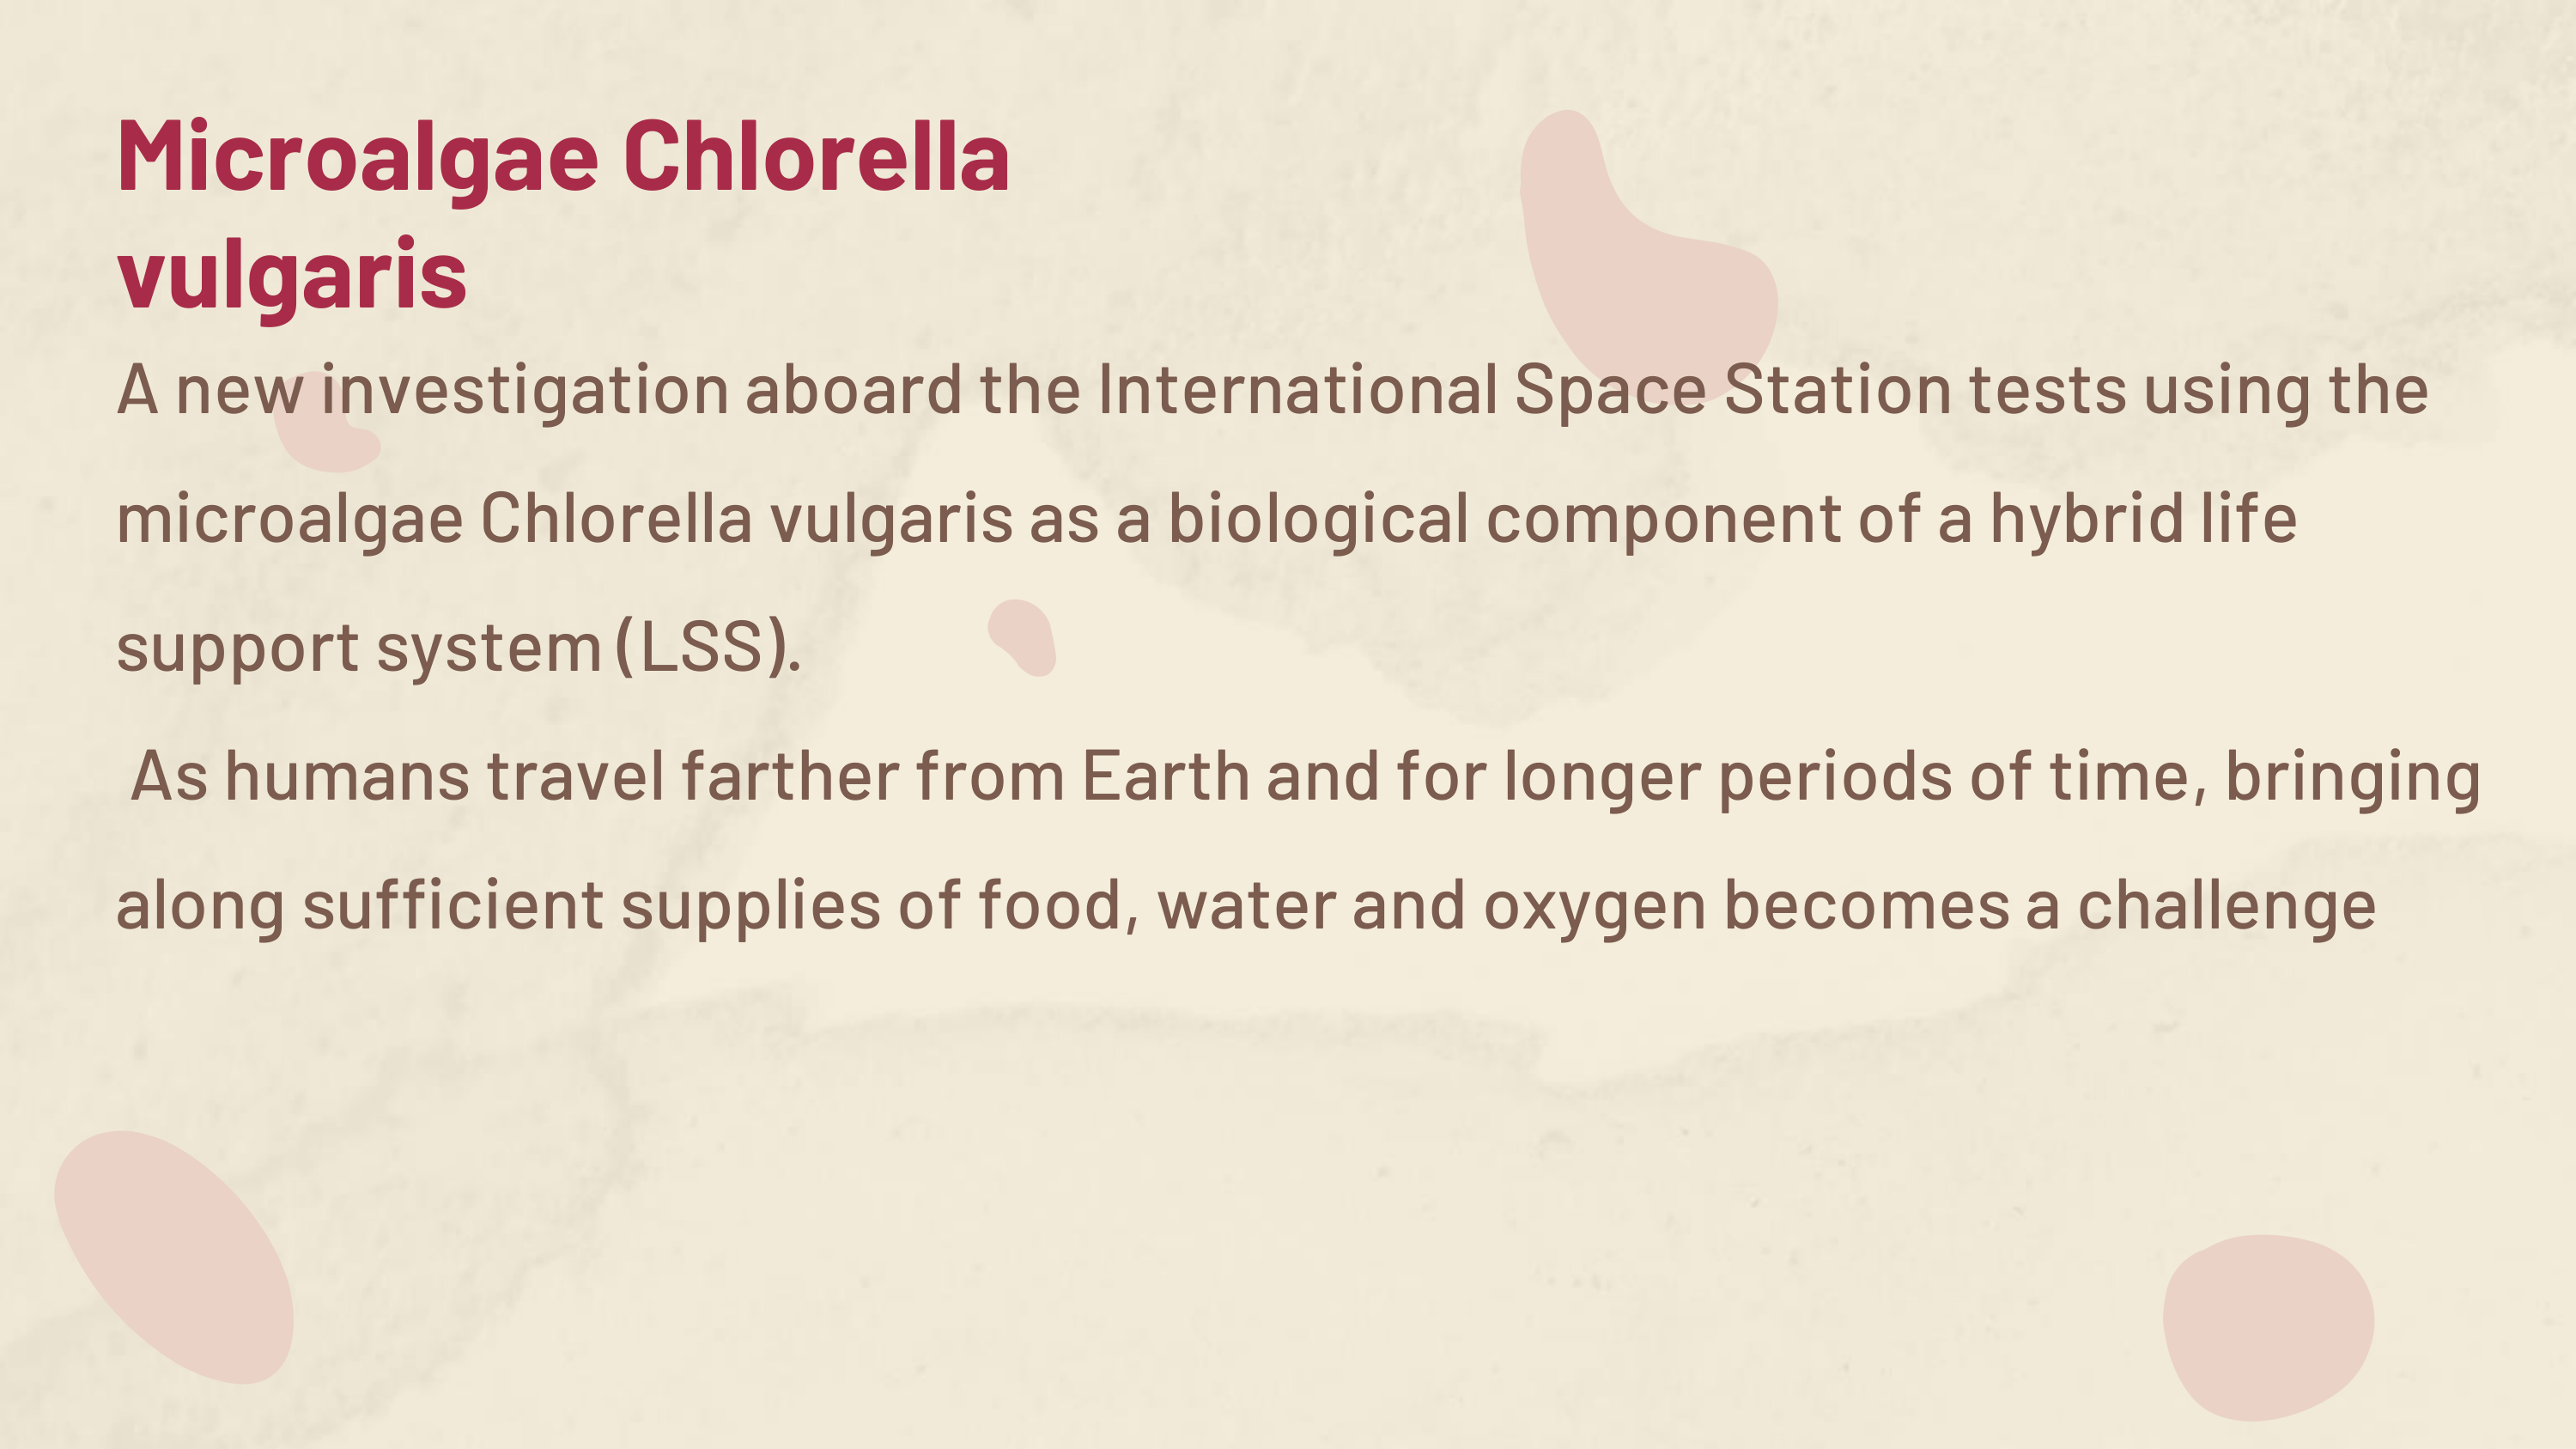 Microalgae Chlorella
vulgaris
A new investigation aboard the International Space Station tests using the
microalgae Chlorella vulgaris as a biological component of a hybrid life
support system (LSS).
As humans travel farther from Earth and for longer periods of time, bringing
along sufficient supplies of food, water and oxygen becomes a challenge